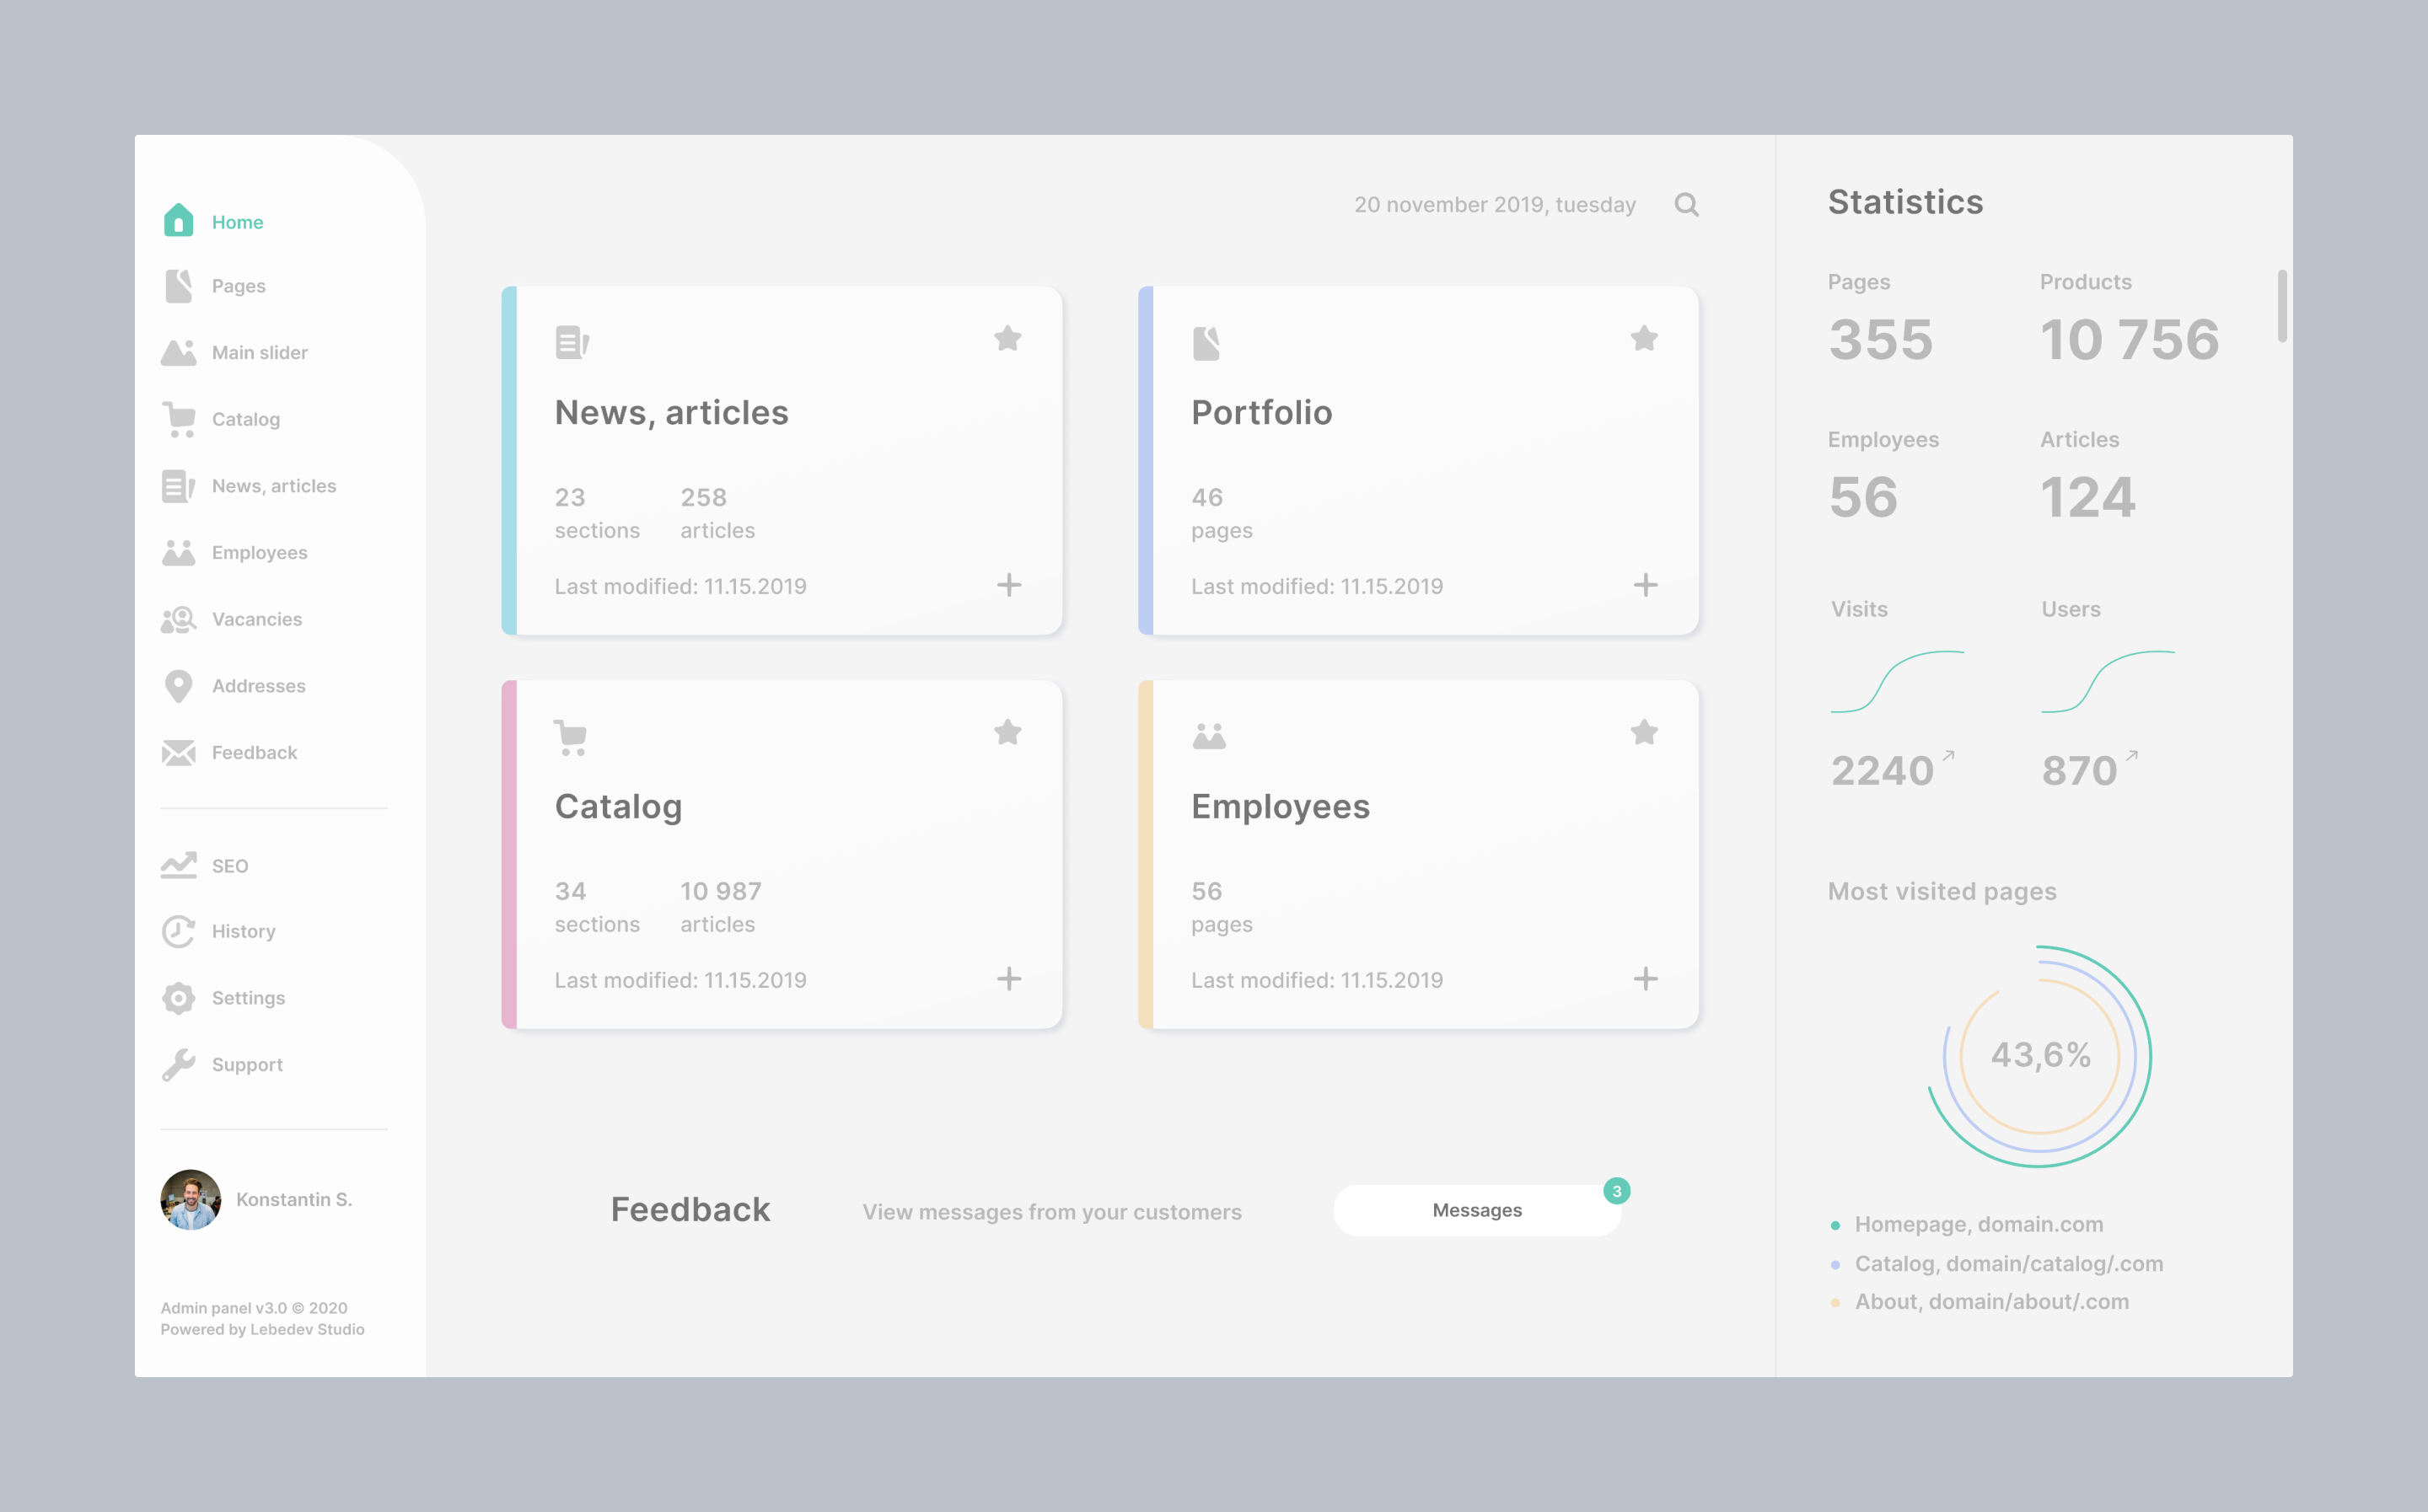 Home
Pages
Main slider
Catalog
News, articles
Employees
Vacancies
Addresses
Feedback
SEO
History
Settings
Support
Konstantin S.
Admin panel v3.0 © 2020
Powered by Lebedev Studio
20 november 2019, tuesday
News, articles
23 258
sections articles
Last modified: 11.15.2019
Portfolio
46
pages
Last modified: 11.15.2019
Catalog
34 10 987
sections articles
Last modified: 11.15.2019
Employees
56
pages
Last modified: 11.15.2019
Feedback View messages from your customers Messages 3
Statistics
Pages Products
355 10 756
Employees Articles
56 124
Visits Users
2240 870
Most visited pages
43,6%
Homepage, domain.com
Catalog, domain/catalog/.com
About, domain/about/.com